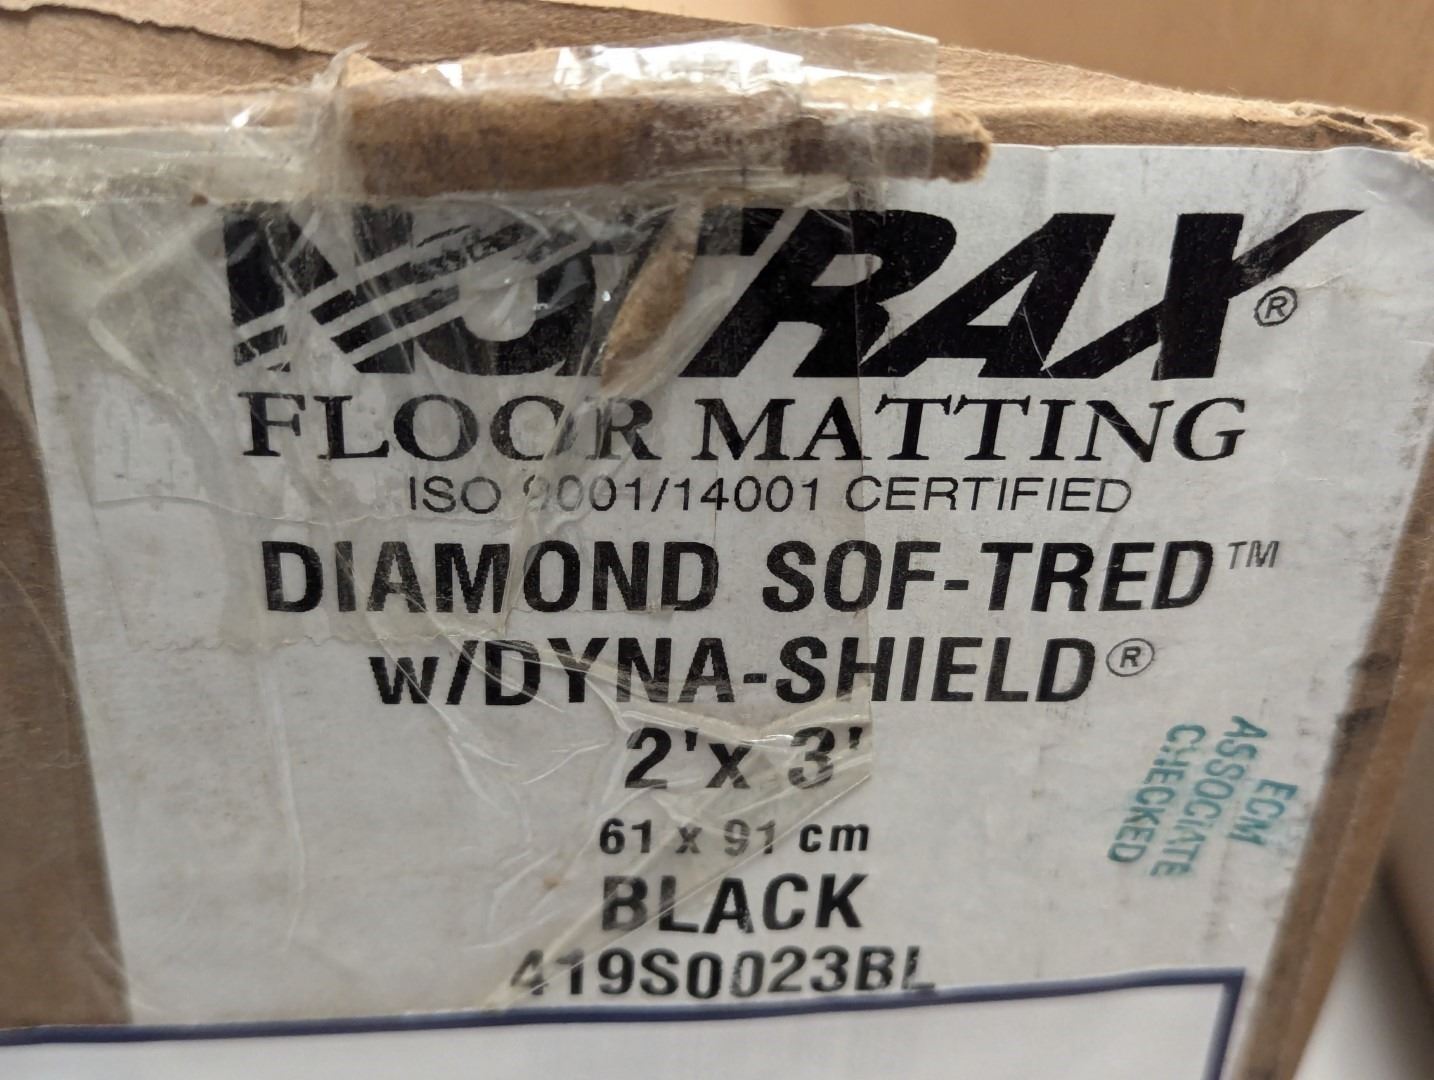 NOTRAX®
FLOOR MATTING
ISO 9001/14001 CERTIFIED
DIAMOND SOF-TRED™
w/DYNA-SHIELD®
2'x 3'
61 x 91 cm
BLACK
419S0023BL
ECM
ASSOCIATE
CHECKED